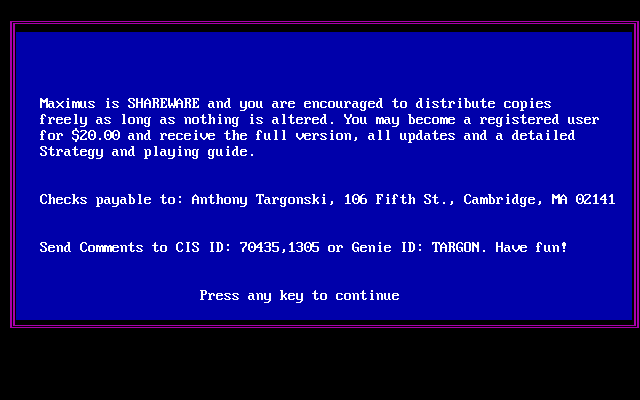 Maximus is SHAREWARE and you are encouraged to distribute copies
freely as long as nothing is altered. You may become a registered user
for $20.00 and receive the full version, all updates and a detailed
Strategy and playing guide.
Checks payable to: Anthony Targonski, 106 Fifth St., Cambridge, MA 02141
Send Comments to CIS ID: 70435,1305 or Genie ID: TARGON. Have fun!
Press any key to continue